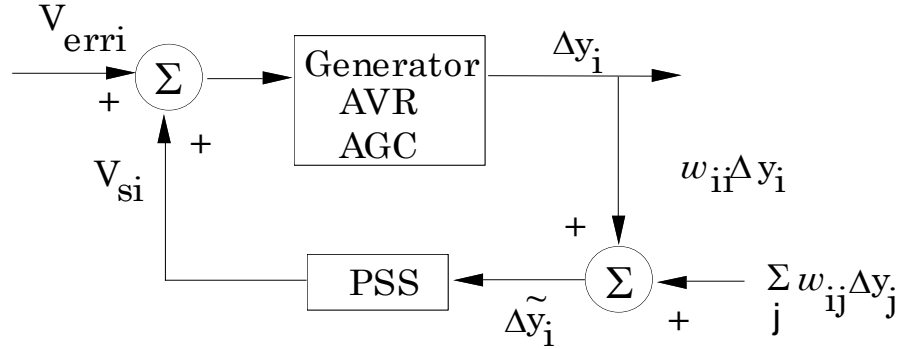 V_erri
+
Σ
+
Generator
AVR
AGC
Δy_i
V_si
w_ii Δy_i
+
PSS
Δỹ_i
Σ
+
Σ_j w_ij Δy_j